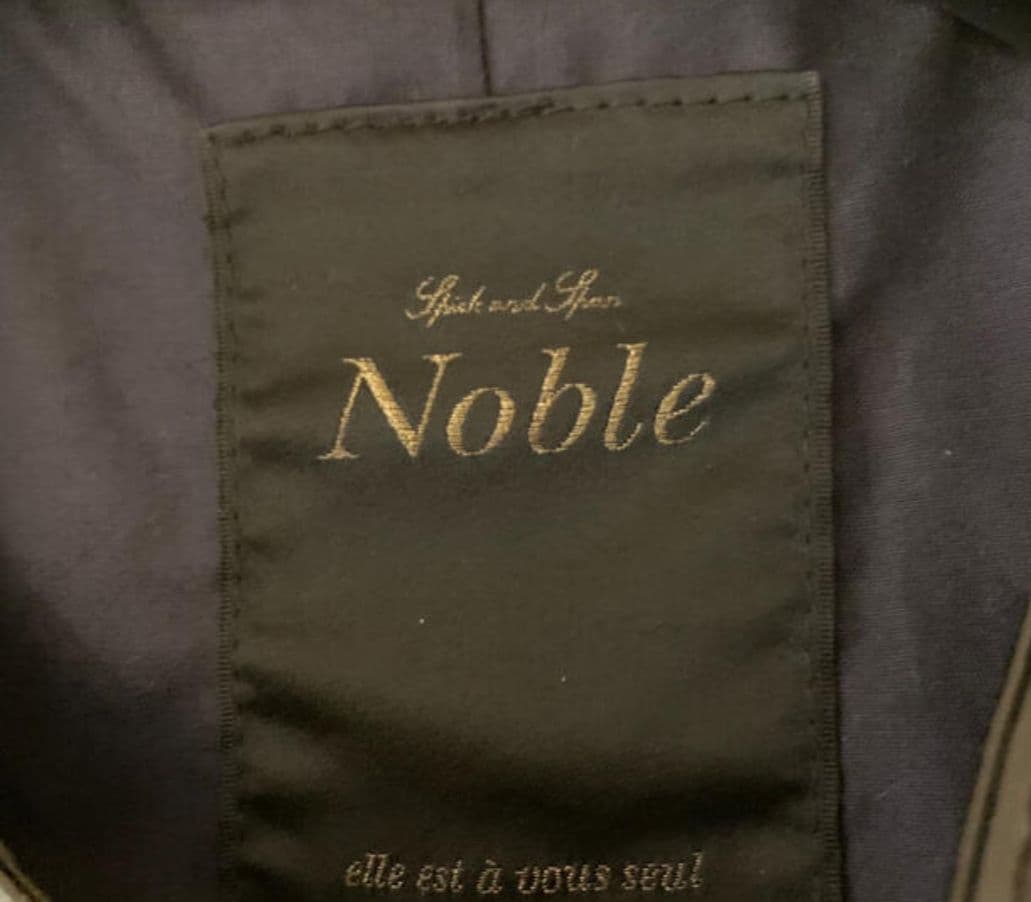 Spick and Span
Noble
elle est à vous seul